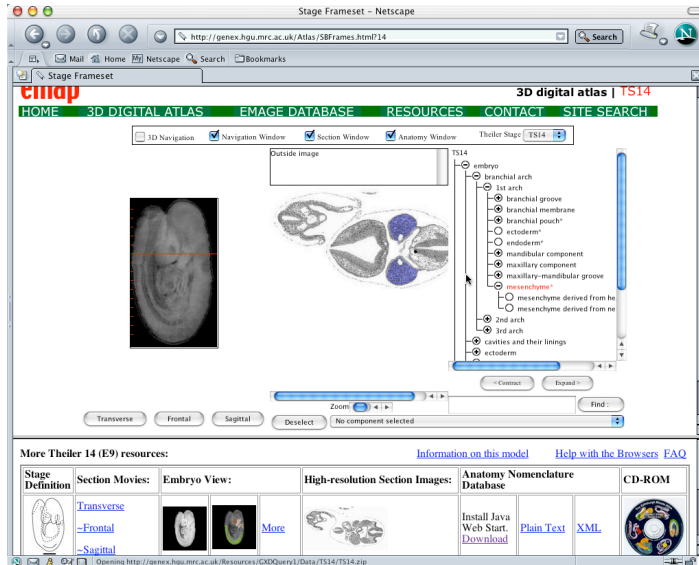 Stage Frameset – Netscape
http://genex.hgu.mrc.ac.uk/Atlas/SBFrames.html?14
Search
N
Mail Home My Netscape Search Bookmarks
Stage Frameset
emap
3D digital atlas | TS14
HOME 3D DIGITAL ATLAS EMAGE DATABASE RESOURCES CONTACT SITE SEARCH
3D Navigation Navigation Window Section Window Anatomy Window Theiler Stage TS14
Outside image
TS14
embryo
branchial arch
1st arch
branchial groove
branchial membrane
branchial pouch*
ectoderm*
endoderm*
mandibular component
maxillary component
maxillary-mandibular groove
mesenchyme*
mesenchyme derived from he
mesenchyme derived from ne
2nd arch
3rd arch
cavities and their linings
ectoderm
< Contract Expand >
Find :
Zoom
Transverse Frontal Sagittal Deselect No component selected
More Theiler 14 (E9) resources: Information on this model Help with the Browsers FAQ
Stage Definition
Section Movies:
Embryo View:
High-resolution Section Images:
Anatomy Nomenclature Database
CD-ROM
Transverse
~Frontal
~Sagittal
More
Install Java
Web Start.
Download
Plain Text
XML
Opening http://genex.hgu.mrc.ac.uk/Resources/GXDQuery1/Data/TS14/TS14.zip